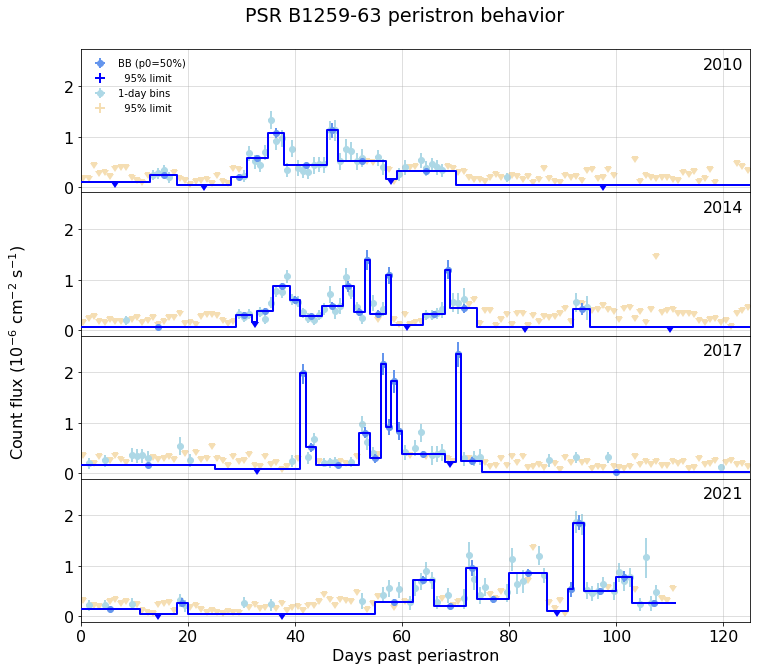 PSR B1259-63 peristron behavior
2010
BB (p0=50%)
95% limit
1-day bins
95% limit
2
1
0
2014
2
1
0
Count flux (10⁻⁶ cm⁻² s⁻¹)
2017
2
1
0
2021
2
1
0
0 20 40 60 80 100 120
Days past periastron